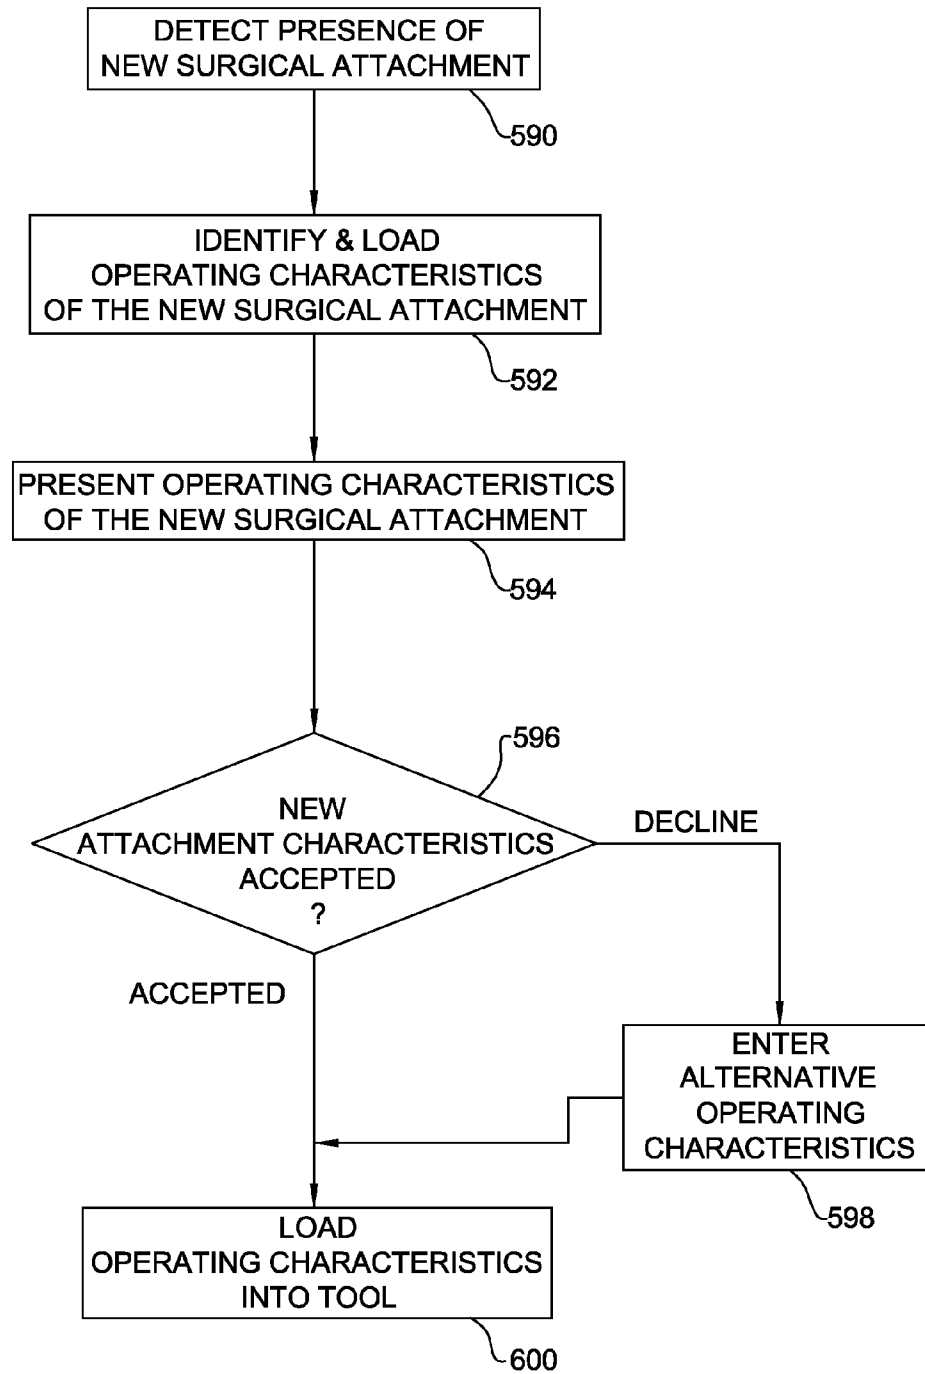 DETECT PRESENCE OF
NEW SURGICAL ATTACHMENT
590
IDENTIFY & LOAD
OPERATING CHARACTERISTICS
OF THE NEW SURGICAL ATTACHMENT
592
PRESENT OPERATING CHARACTERISTICS
OF THE NEW SURGICAL ATTACHMENT
594
596
NEW
ATTACHMENT CHARACTERISTICS
ACCEPTED
?
DECLINE
ACCEPTED
ENTER
ALTERNATIVE
OPERATING
CHARACTERISTICS
598
LOAD
OPERATING CHARACTERISTICS
INTO TOOL
600